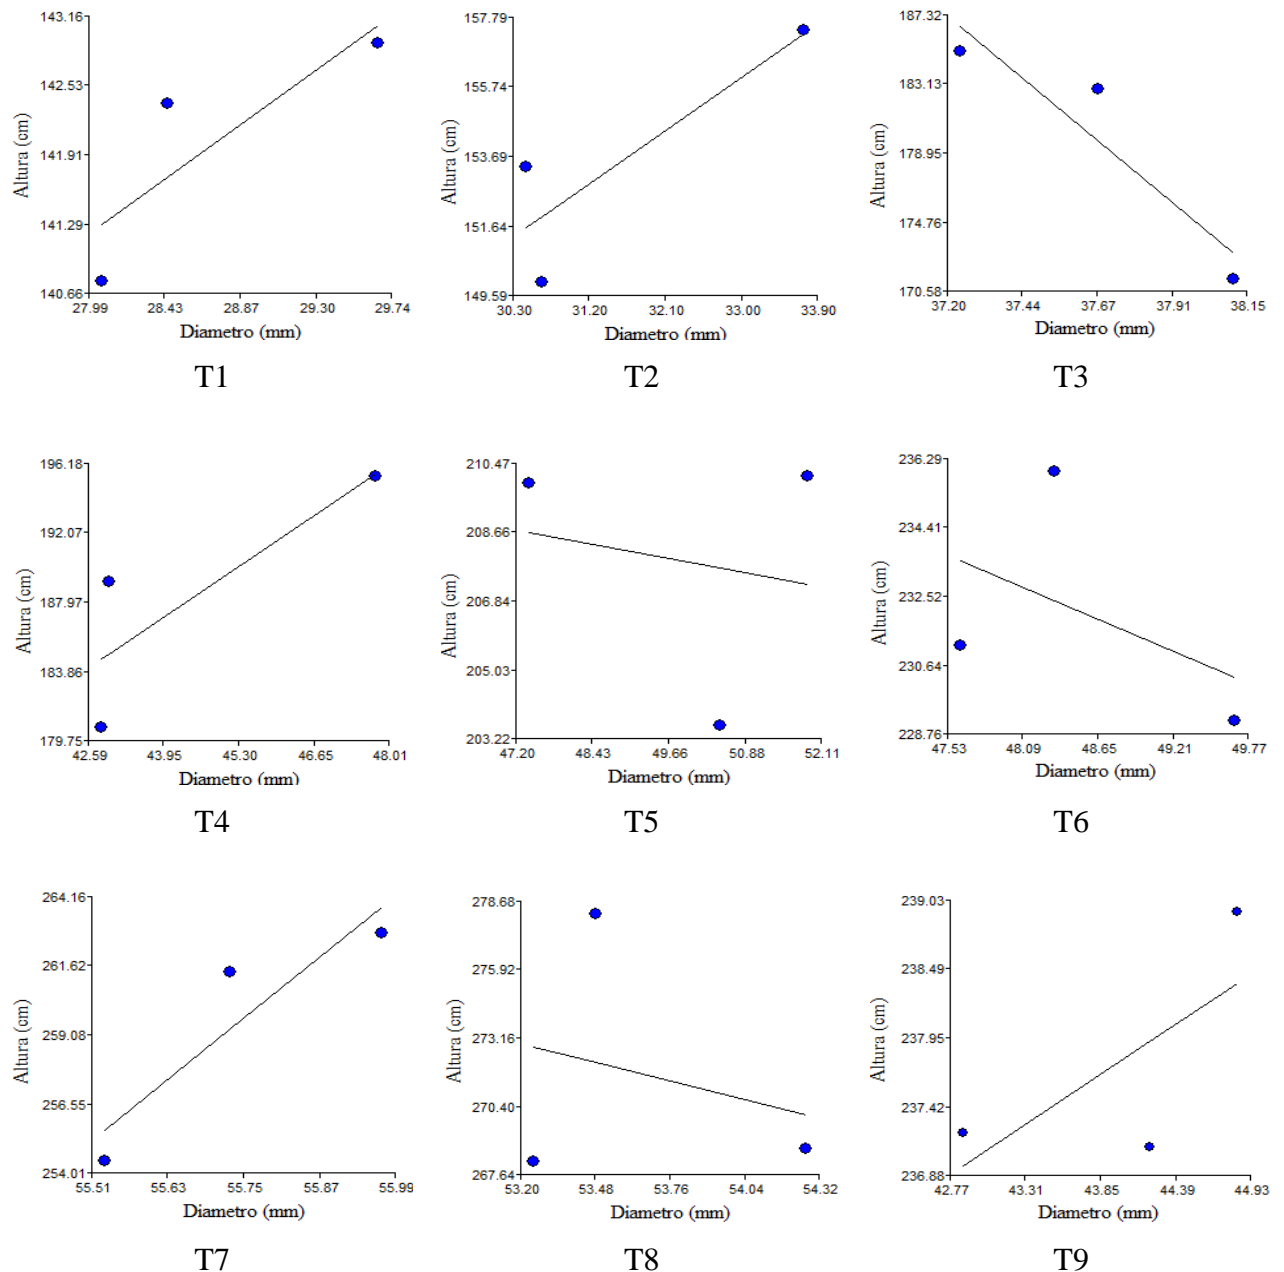 143.16
142.53
141.91
141.29
140.66
27.99 28.43 28.87 29.30 29.74
Altura (cm)
Diametro (mm)
T1
157.79
155.74
153.69
151.64
149.59
30.30 31.20 32.10 33.00 33.90
Altura (cm)
Diametro (mm)
T2
187.32
183.13
178.95
174.76
170.58
37.20 37.44 37.67 37.91 38.15
Altura (cm)
Diametro (mm)
T3
196.18
192.07
187.97
183.86
179.75
42.59 43.95 45.30 46.65 48.01
Altura (cm)
Diametro (mm)
T4
210.47
208.66
206.84
205.03
203.22
47.20 48.43 49.66 50.88 52.11
Altura (cm)
Diametro (mm)
T5
236.29
234.41
232.52
230.64
228.76
47.53 48.09 48.65 49.21 49.77
Altura (cm)
Diametro (mm)
T6
264.16
261.62
259.08
256.55
254.01
55.51 55.63 55.75 55.87 55.99
Altura (cm)
Diametro (mm)
T7
278.68
275.92
273.16
270.40
267.64
53.20 53.48 53.76 54.04 54.32
Altura (cm)
Diametro (mm)
T8
239.03
238.49
237.95
237.42
236.88
42.77 43.31 43.85 44.39 44.93
Altura (cm)
Diametro (mm)
T9